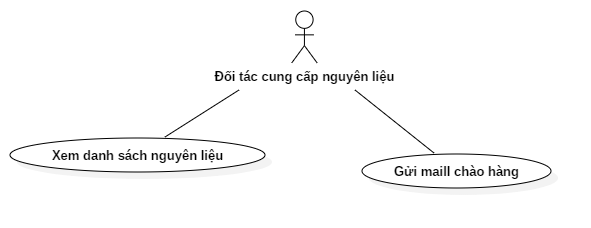 Đối tác cung cấp nguyên liệu
Xem danh sách nguyên liệu
Gửi maill chào hàng